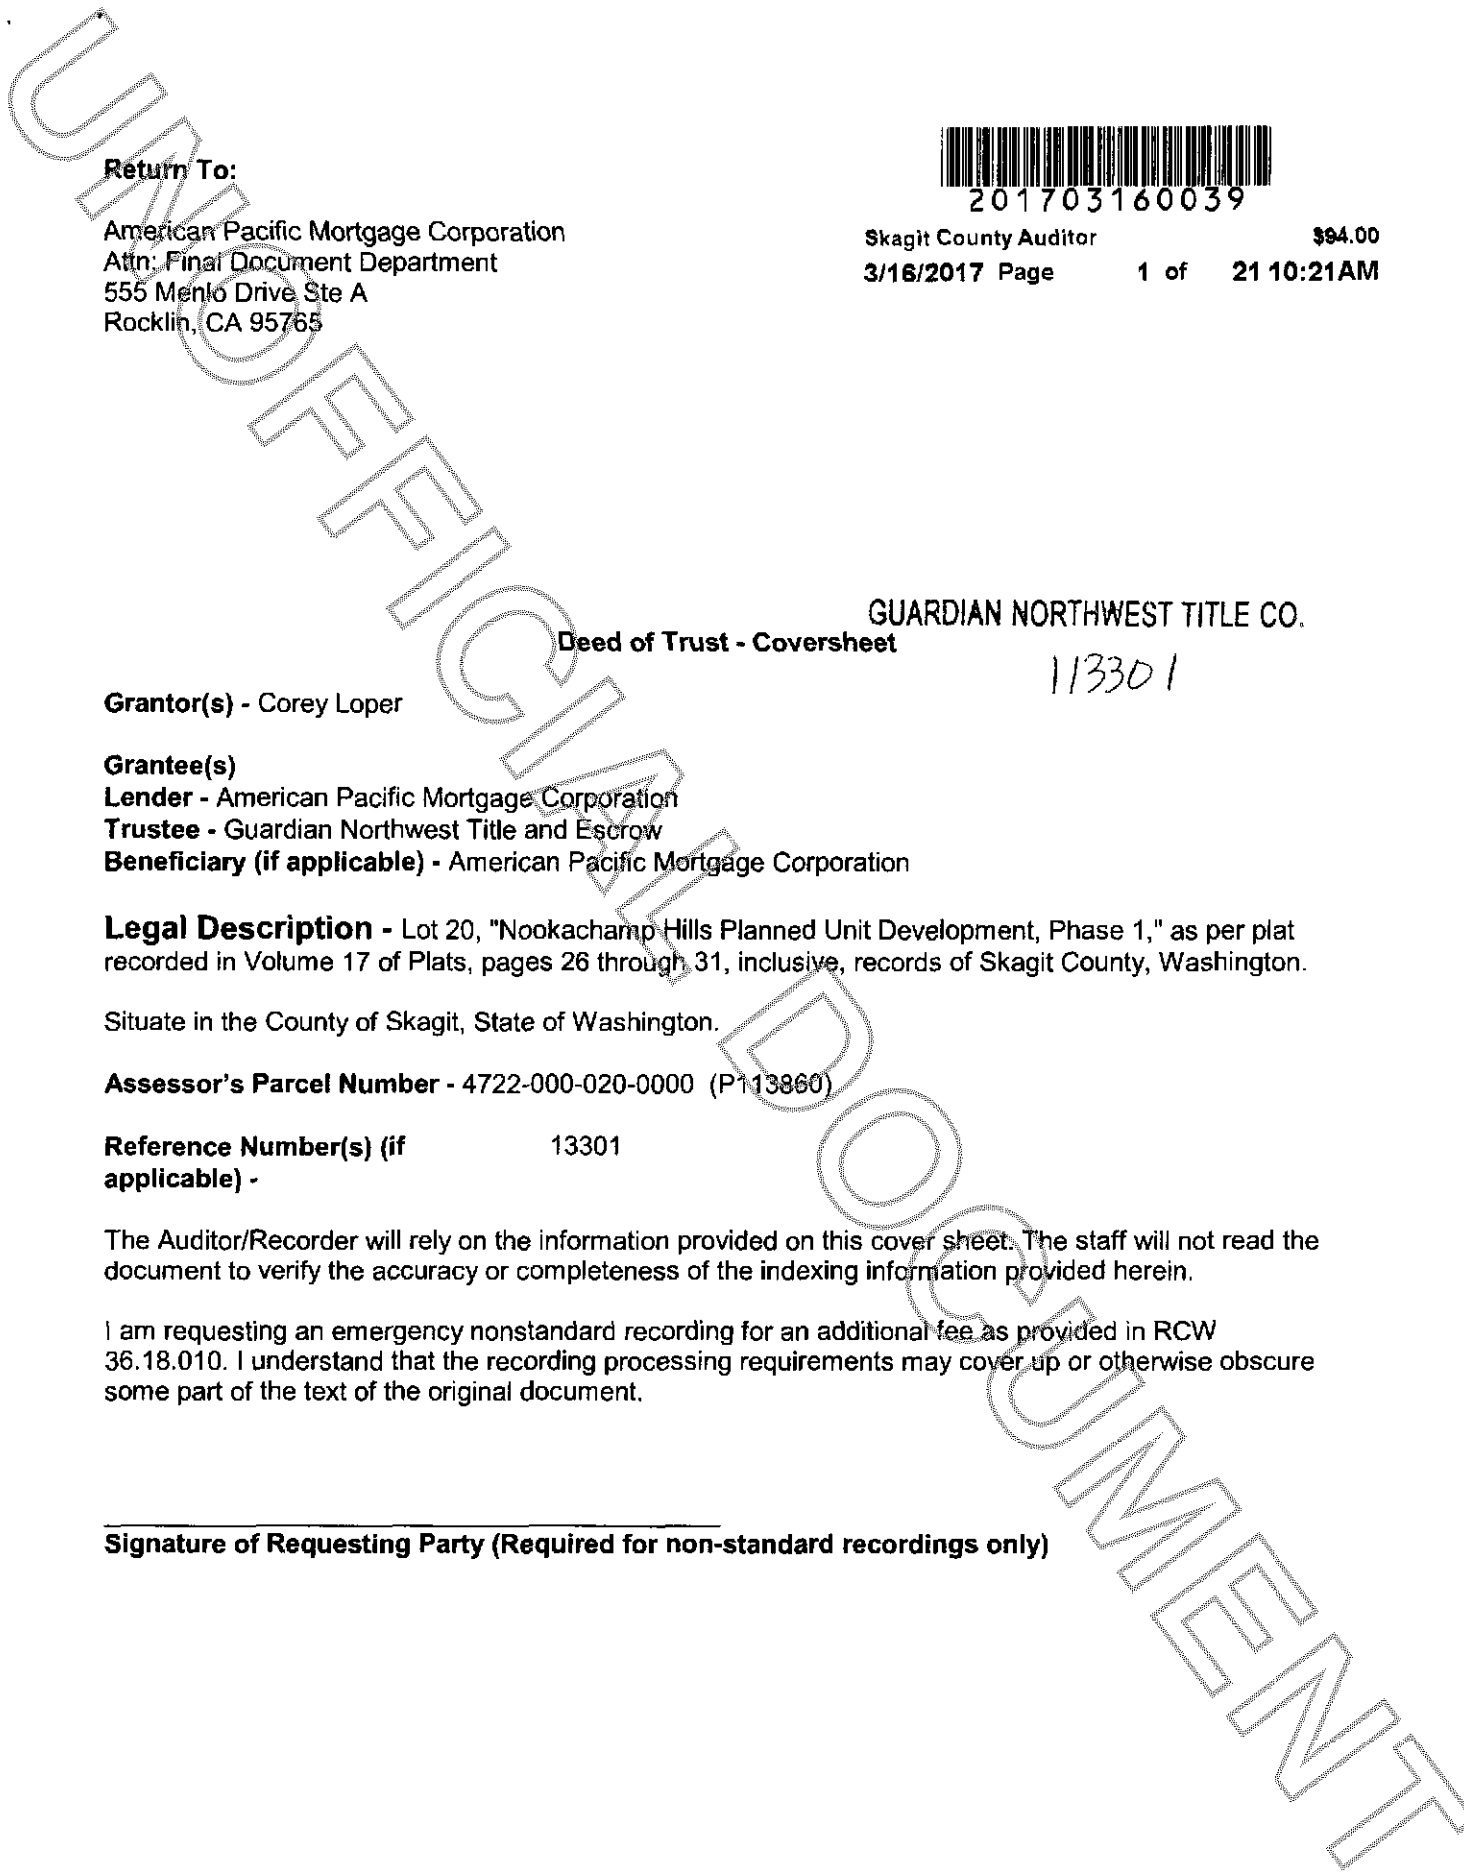 Return To:
American Pacific Mortgage Corporation
Attn: Final Document Department
555 Menlo Drive Ste A
Rocklin, CA 95765
201703160039
Skagit County Auditor $94.00
3/16/2017 Page 1 of 21 10:21AM
GUARDIAN NORTHWEST TITLE CO.
113301
Deed of Trust - Coversheet
Grantor(s) - Corey Loper
Grantee(s)
Lender - American Pacific Mortgage Corporation
Trustee - Guardian Northwest Title and Escrow
Beneficiary (if applicable) - American Pacific Mortgage Corporation
Legal Description - Lot 20, "Nookachamp Hills Planned Unit Development, Phase 1," as per plat
recorded in Volume 17 of Plats, pages 26 through 31, inclusive, records of Skagit County, Washington.
Situate in the County of Skagit, State of Washington.
Assessor's Parcel Number - 4722-000-020-0000 (P113860)
Reference Number(s) (if 13301
applicable) -
The Auditor/Recorder will rely on the information provided on this cover sheet. The staff will not read the
document to verify the accuracy or completeness of the indexing information provided herein.
I am requesting an emergency nonstandard recording for an additional fee as provided in RCW
36.18.010. I understand that the recording processing requirements may cover up or otherwise obscure
some part of the text of the original document.
Signature of Requesting Party (Required for non-standard recordings only)
UNOFFICIAL DOCUMENT